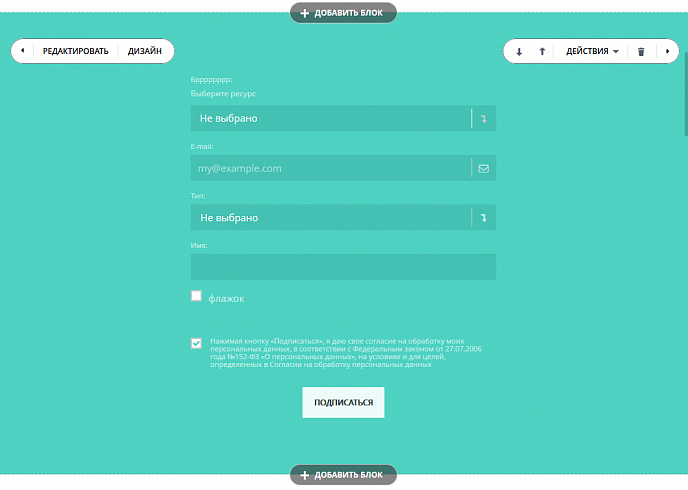 ДОБАВИТЬ БЛОК
РЕДАКТИРОВАТЬ ДИЗАЙН ДЕЙСТВИЯ
Бррррррр:
Выберите ресурс
Не выбрано
E-mail:
my@example.com
Тип:
Не выбрано
Имя:
флажок
Нажимая кнопку «Подписаться», я даю свое согласие на обработку моих
персональных данных, в соответствии с Федеральным законом от 27.07.2006
года №152-ФЗ «О персональных данных», на условиях и для целей,
определенных в Согласии на обработку персональных данных
ПОДПИСАТЬСЯ
ДОБАВИТЬ БЛОК